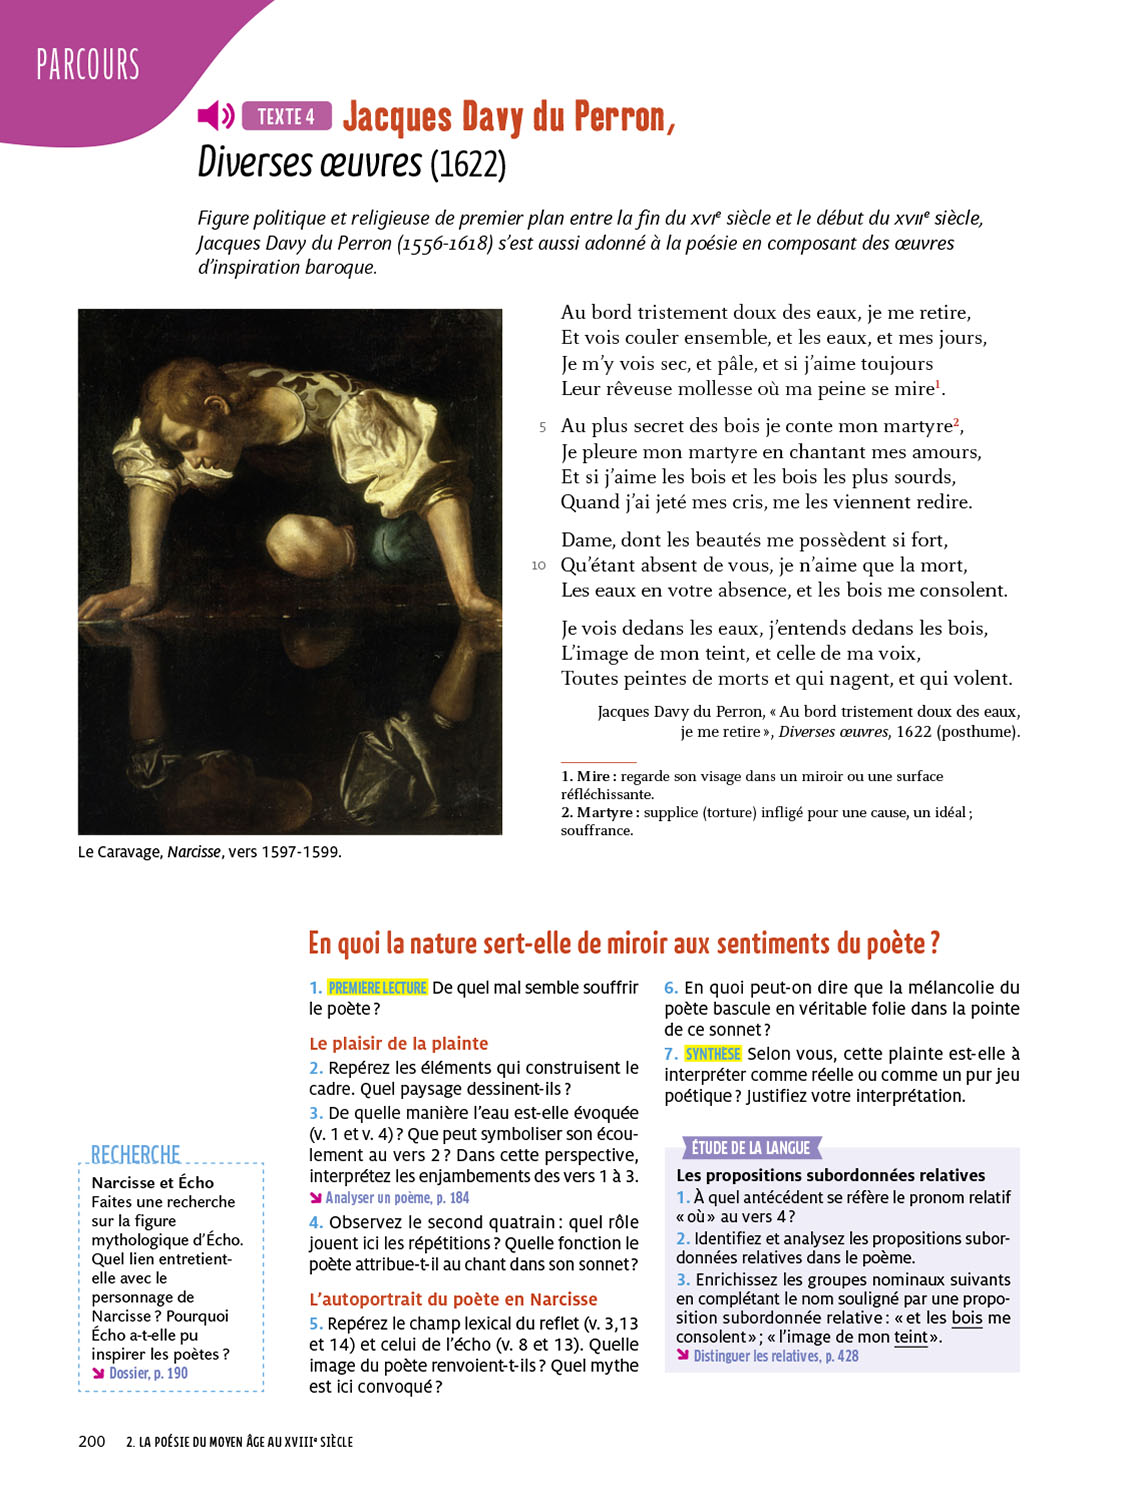 PARCOURS
TEXTE 4 Jacques Davy du Perron,
Diverses œuvres (1622)
Figure politique et religieuse de premier plan entre la fin du XVIe siècle et le début du XVIIe siècle,
Jacques Davy du Perron (1556-1618) s'est aussi adonné à la poésie en composant des œuvres
d'inspiration baroque.
Au bord tristement doux des eaux, je me retire,
Et vois couler ensemble, et les eaux, et mes jours,
Je m'y vois sec, et pâle, et si j'aime toujours
Leur rêveuse mollesse où ma peine se mire1.
5 Au plus secret des bois je conte mon martyre2,
Je pleure mon martyre en chantant mes amours,
Et si j'aime les bois et les bois les plus sourds,
Quand j'ai jeté mes cris, me les viennent redire.
Dame, dont les beautés me possèdent si fort,
10 Qu'étant absent de vous, je n'aime que la mort,
Les eaux en votre absence, et les bois me consolent.
Je vois dedans les eaux, j'entends dedans les bois,
L'image de mon teint, et celle de ma voix,
Toutes peintes de morts et qui nagent, et qui volent.
Jacques Davy du Perron, « Au bord tristement doux des eaux,
je me retire », Diverses œuvres, 1622 (posthume).
1. Mire : regarde son visage dans un miroir ou une surface
réfléchissante.
2. Martyre : supplice (torture) infligé pour une cause, un idéal ;
souffrance.
Le Caravage, Narcisse, vers 1597-1599.
En quoi la nature sert-elle de miroir aux sentiments du poète ?
1. PREMIÈRE LECTURE De quel mal semble souffrir
le poète ?
Le plaisir de la plainte
2. Repérez les éléments qui construisent le
cadre. Quel paysage dessinent-ils ?
3. De quelle manière l'eau est-elle évoquée
(v. 1 et v. 4) ? Que peut symboliser son écou-
lement au vers 2 ? Dans cette perspective,
interprétez les enjambements des vers 1 à 3.
Analyser un poème, p. 184
4. Observez le second quatrain : quel rôle
jouent ici les répétitions ? Quelle fonction le
poète attribue-t-il au chant dans son sonnet ?
L'autoportrait du poète en Narcisse
5. Repérez le champ lexical du reflet (v. 3,13
et 14) et celui de l'écho (v. 8 et 13). Quelle
image du poète renvoient-t-ils ? Quel mythe
est ici convoqué ?
6. En quoi peut-on dire que la mélancolie du
poète bascule en véritable folie dans la pointe
de ce sonnet ?
7. SYNTHÈSE Selon vous, cette plainte est-elle à
interpréter comme réelle ou comme un pur jeu
poétique ? Justifiez votre interprétation.
RECHERCHE
Narcisse et Écho
Faites une recherche
sur la figure
mythologique d'Écho.
Quel lien entretient-
elle avec le
personnage de
Narcisse ? Pourquoi
Écho a-t-elle pu
inspirer les poètes ?
Dossier, p. 190
ÉTUDE DE LA LANGUE
Les propositions subordonnées relatives
1. À quel antécédent se réfère le pronom relatif
« où » au vers 4 ?
2. Identifiez et analysez les propositions subor-
données relatives dans le poème.
3. Enrichissez les groupes nominaux suivants
en complétant le nom souligné par une propo-
sition subordonnée relative : « et les bois me
consolent » ; « l'image de mon teint ».
Distinguer les relatives, p. 428
200 2. LA POÉSIE DU MOYEN ÂGE AU XVIIIe SIÈCLE